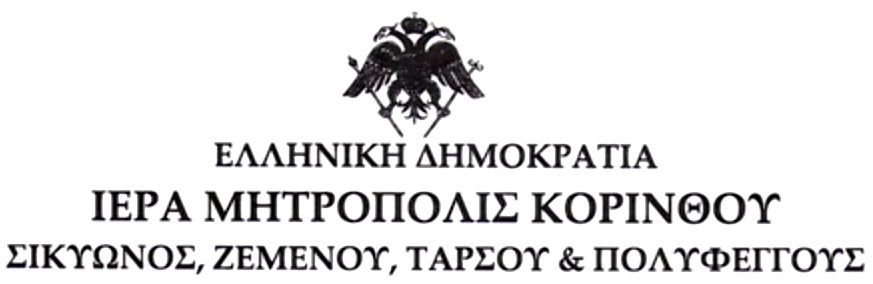 ΕΛΛΗΝΙΚΗ ΔΗΜΟΚΡΑΤΙΑ
ΙΕΡΑ ΜΗΤΡΟΠΟΛΙΣ ΚΟΡΙΝΘΟΥ
ΣΙΚΥΩΝΟΣ, ΖΕΜΕΝΟΥ, ΤΑΡΣΟΥ & ΠΟΛΥΦΕΓΓΟΥΣ